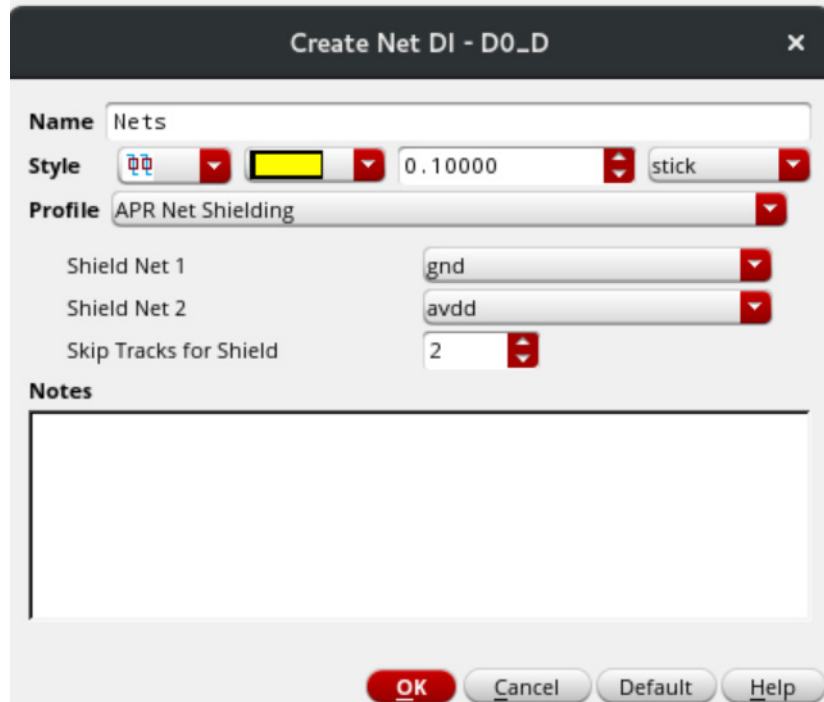 Create Net DI - D0_D
Name Nets
Style 0.10000 stick
Profile APR Net Shielding
Shield Net 1 gnd
Shield Net 2 avdd
Skip Tracks for Shield 2
Notes
OK Cancel Default Help